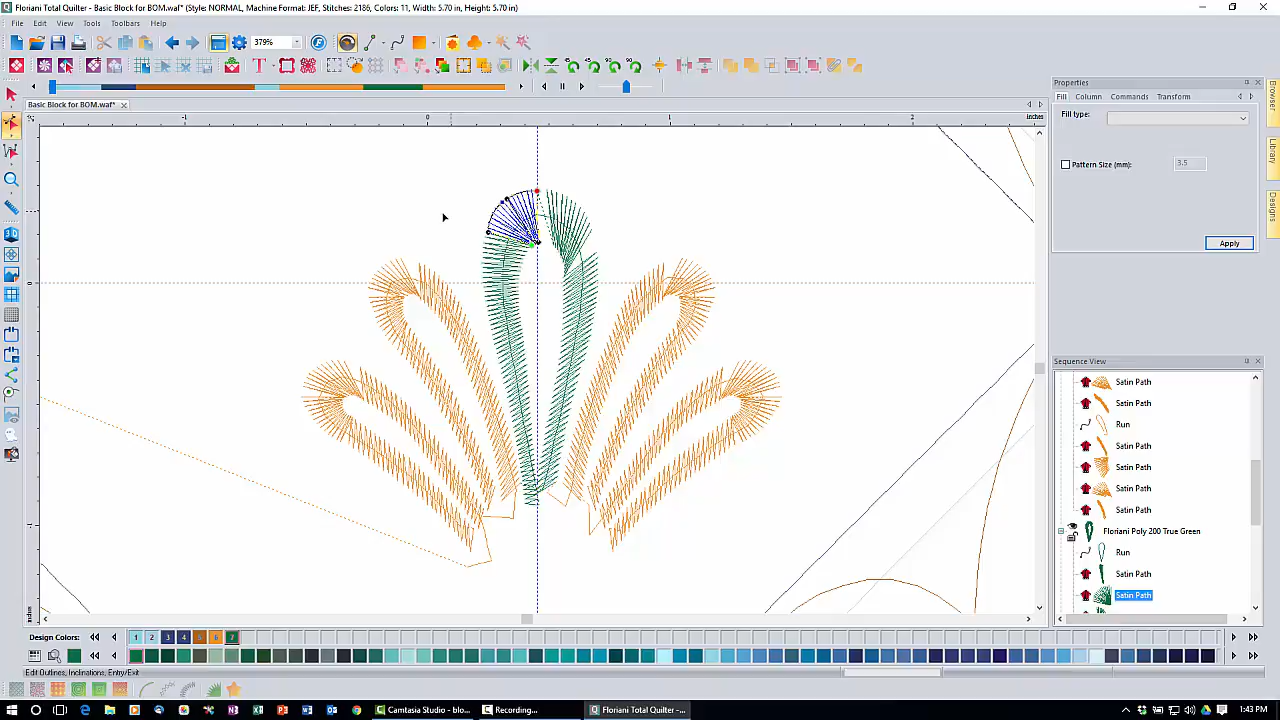 Floriani Total Quilter - Basic Block for BOM.waf* (Style: NORMAL, Machine Format: JEF, Stitches: 2186, Colors: 11, Width: 5.70 in, Height: 5.70 in)
File Edit View Tools Toolbars Help
379%
Basic Block for BOM.waf*
-1 0 1 inches
0
inches
Properties
Fill Column Commands Transform
Fill type:
Pattern Size (mm): 3.5
Apply
Browser
Library
Designs
Sequence View
Satin Path
Satin Path
Run
Satin Path
Satin Path
Satin Path
Satin Path
Floriani Poly 200 True Green
Run
Satin Path
Satin Path
Design Colors: 1 2 3 4 5 6 7
Edit Outlines, Inclinations, Entry/Exit
Camtasia Studio - blo... Recording... Floriani Total Quilter -... 1:43 PM